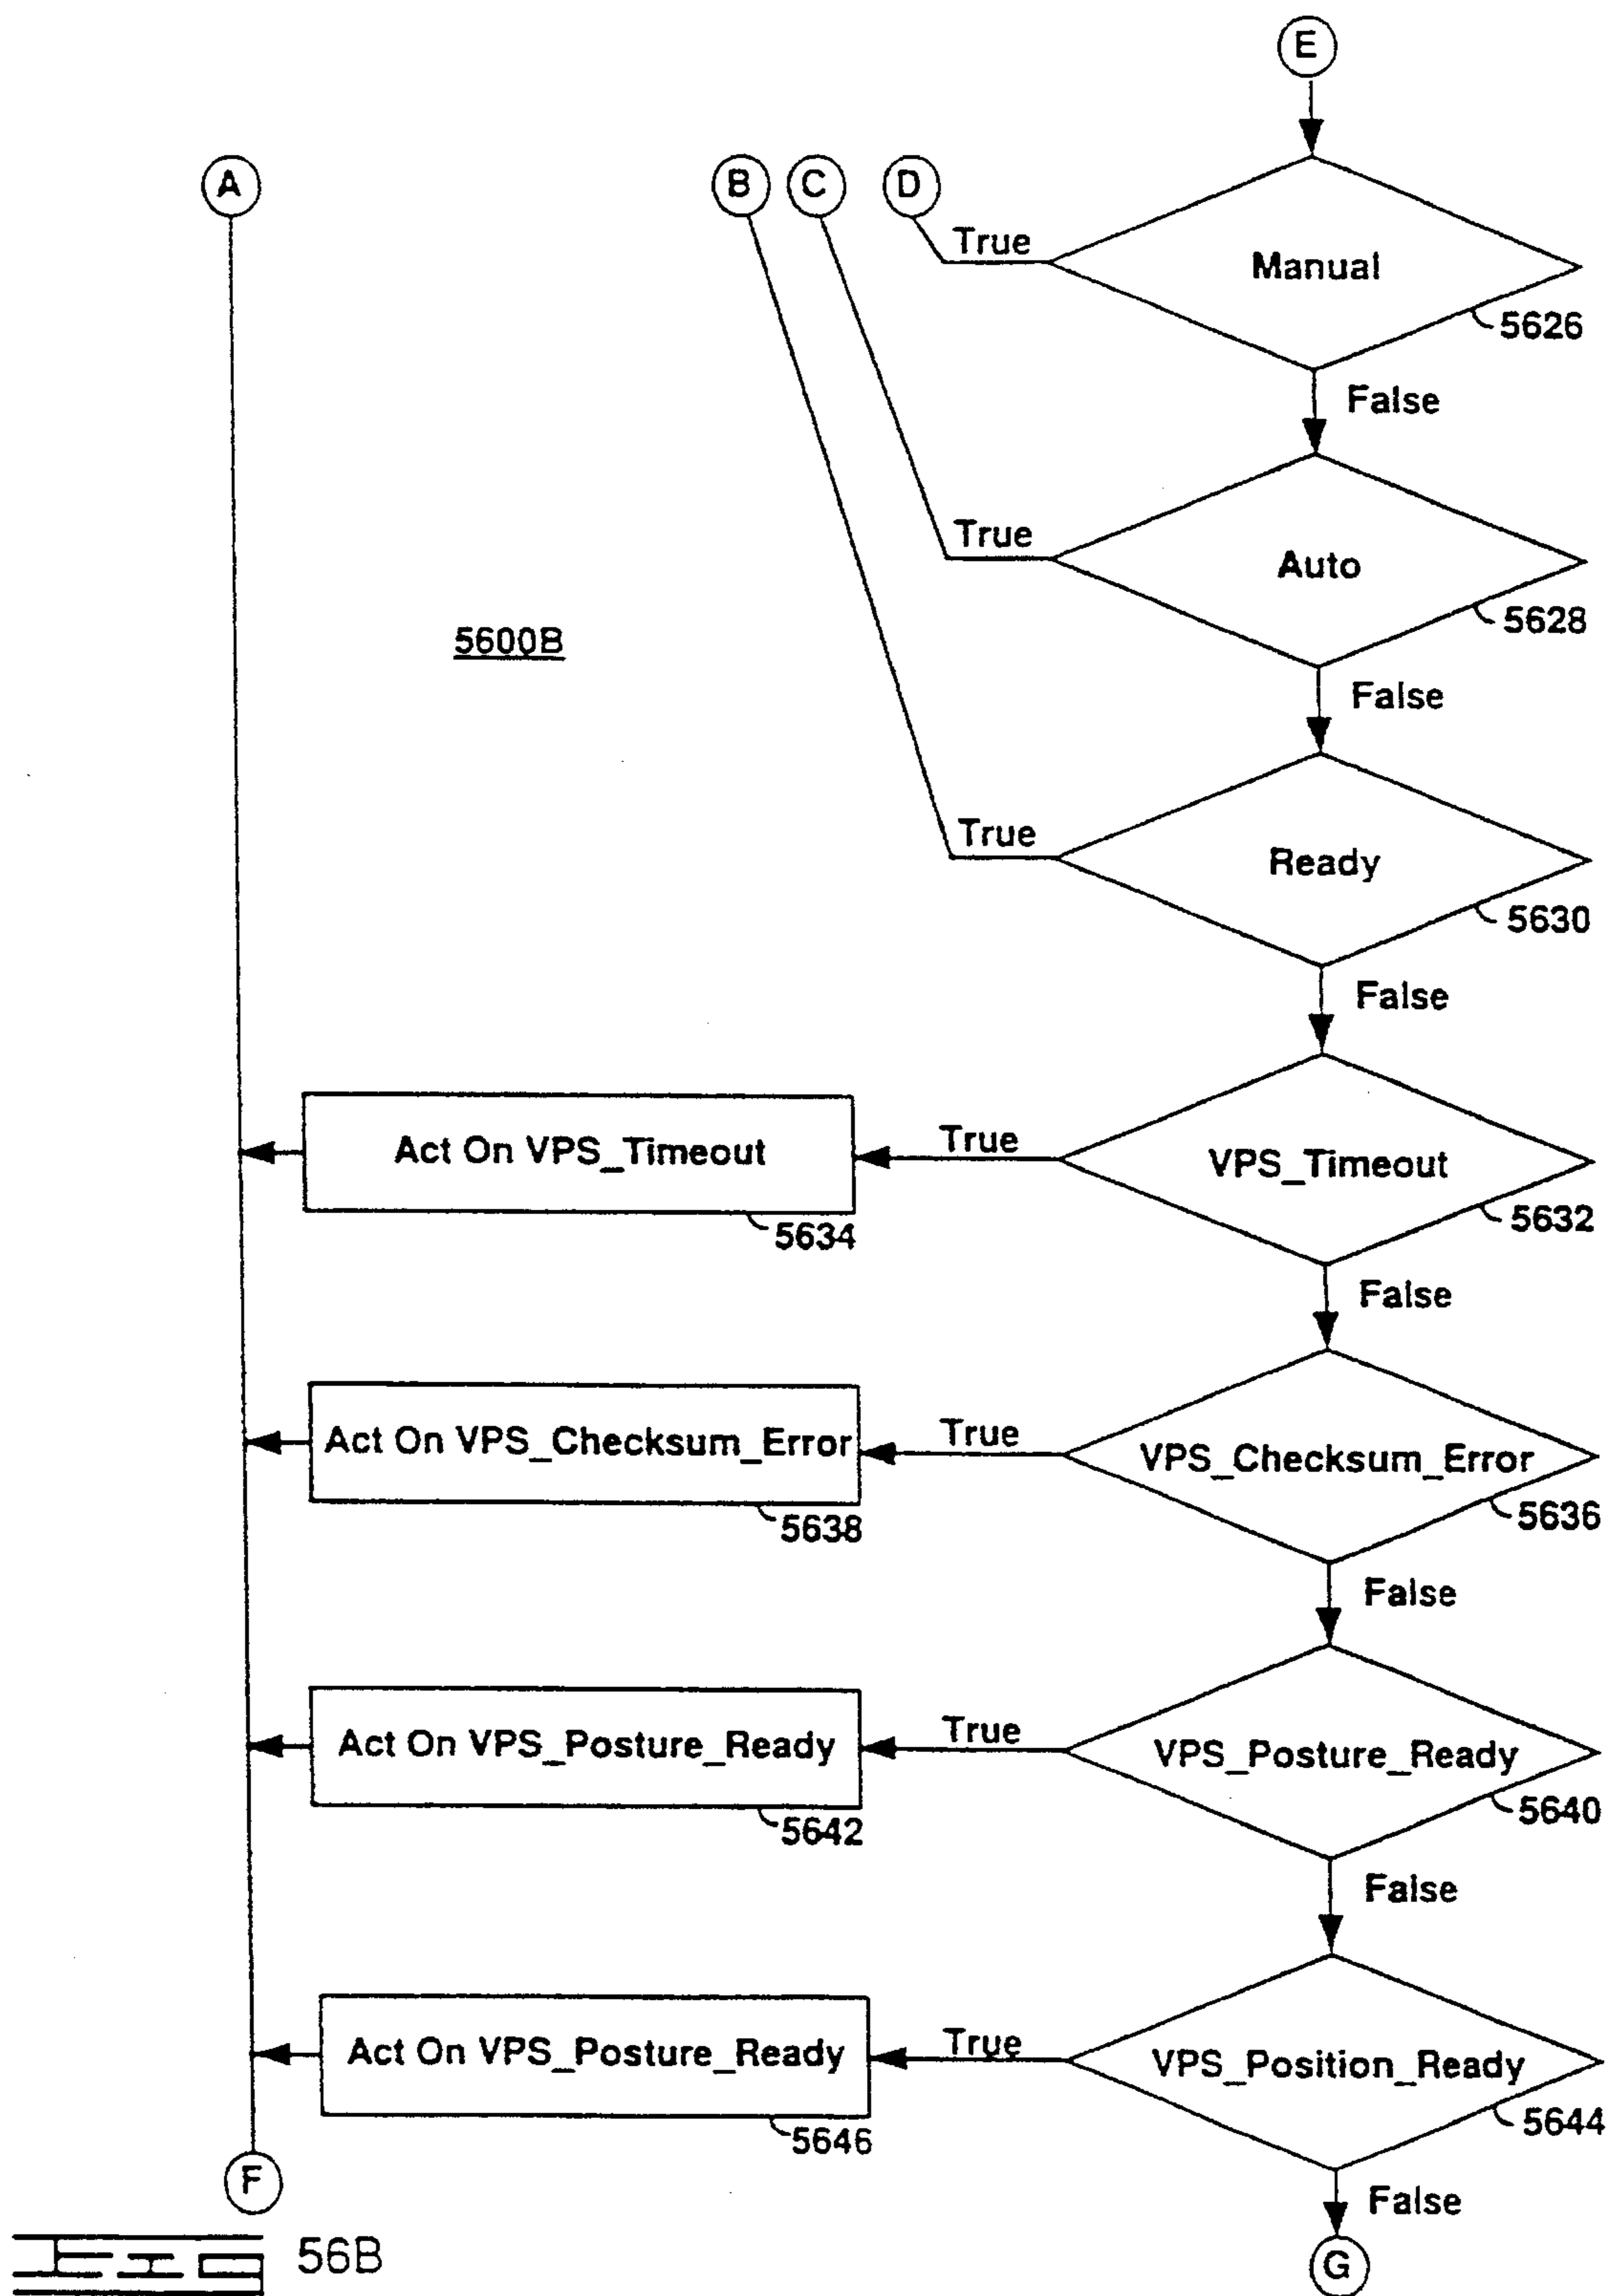 E
A
B
C
D
True
Manual
5626
False
True
Auto
5628
5600B
False
True
Ready
5630
False
Act On VPS_Timeout
True
VPS_Timeout
5634
5632
False
Act On VPS_Checksum_Error
True
VPS_Checksum_Error
5638
5636
False
Act On VPS_Posture_Ready
True
VPS_Posture_Ready
5642
5640
False
Act On VPS_Posture_Ready
True
VPS_Position_Ready
5646
5644
F
False
FIG 56B
G